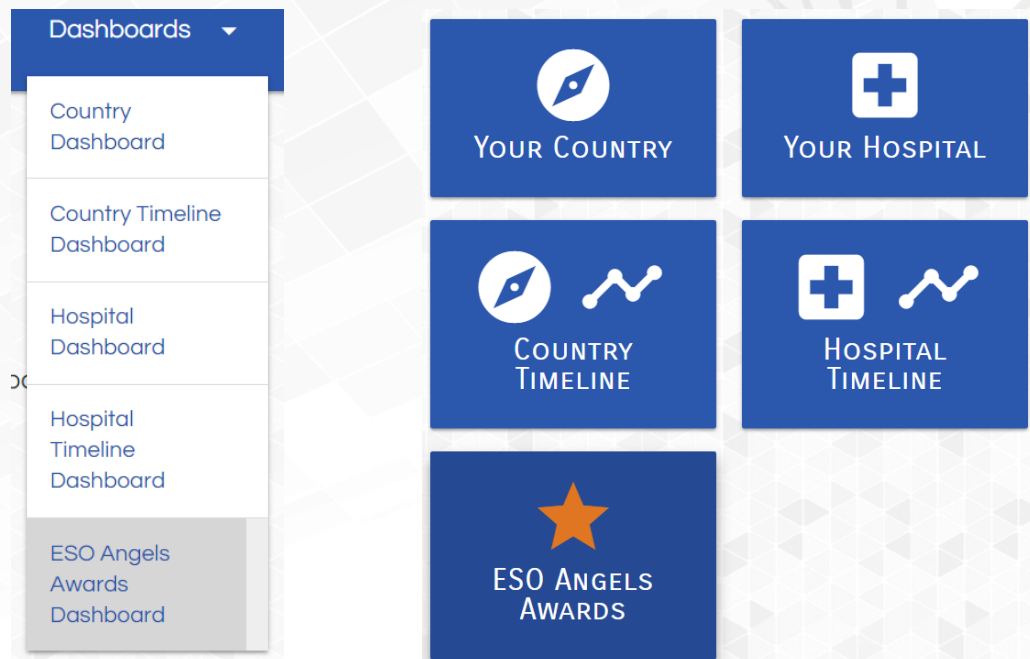 Dashboards
Country
Dashboard
Country Timeline
Dashboard
Hospital
Dashboard
Hospital
Timeline
Dashboard
ESO Angels
Awards
Dashboard
YOUR COUNTRY
YOUR HOSPITAL
COUNTRY
TIMELINE
HOSPITAL
TIMELINE
ESO ANGELS
AWARDS